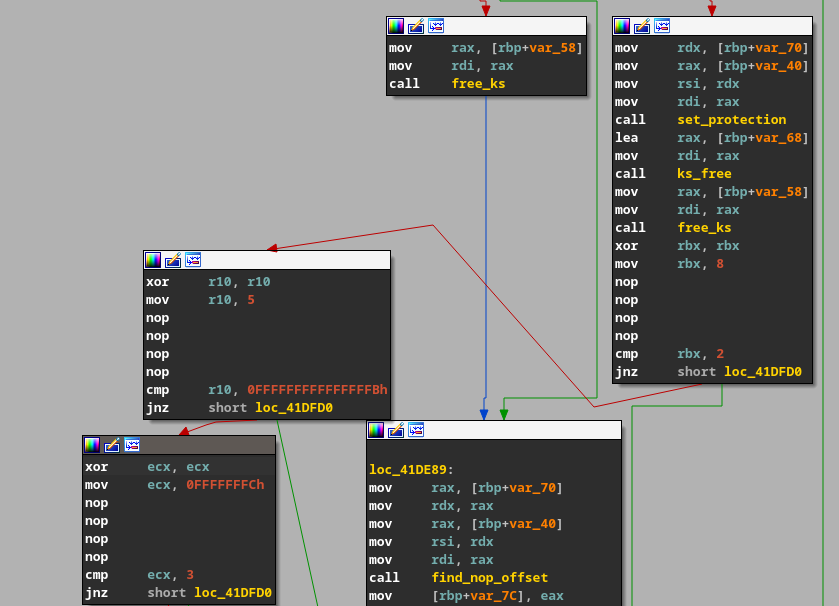 mov rax, [rbp+var_58]
mov rdi, rax
call free_ks
mov rdx, [rbp+var_70]
mov rax, [rbp+var_40]
mov rsi, rdx
mov rdi, rax
call set_protection
lea rax, [rbp+var_68]
mov rdi, rax
call ks_free
mov rax, [rbp+var_58]
mov rdi, rax
call free_ks
xor rbx, rbx
mov rbx, 8
nop
nop
nop
nop
cmp rbx, 2
jnz short loc_41DFD0
xor r10, r10
mov r10, 5
nop
nop
nop
nop
cmp r10, 0FFFFFFFFFFFFFFFBh
jnz short loc_41DFD0
xor ecx, ecx
mov ecx, 0FFFFFFFCh
nop
nop
nop
nop
cmp ecx, 3
jnz short loc_41DFD0
loc_41DE89:
mov rax, [rbp+var_70]
mov rdx, rax
mov rax, [rbp+var_40]
mov rsi, rdx
mov rdi, rax
call find_nop_offset
mov [rbp+var_7C], eax